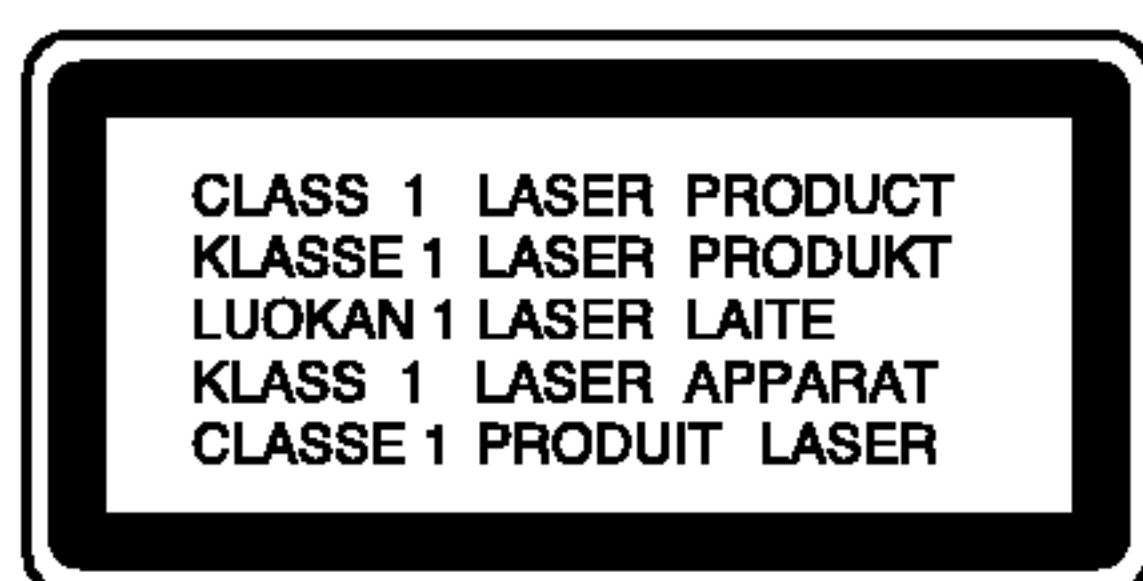 CLASS 1 LASER PRODUCT
KLASSE 1 LASER PRODUKT
LUOKAN 1 LASER LAITE
KLASS 1 LASER APPARAT
CLASSE 1 PRODUIT LASER